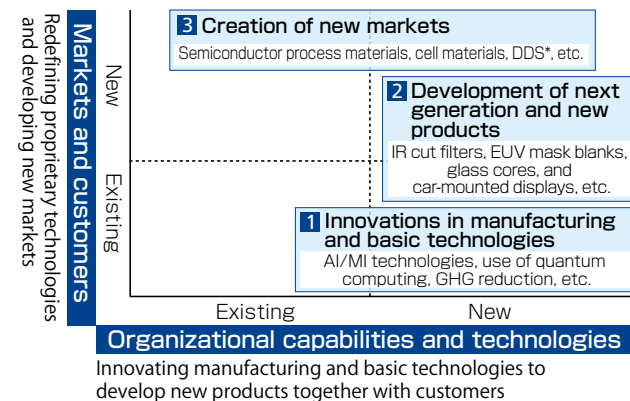 3 Creation of new markets
Semiconductor process materials, cell materials, DDS*, etc.
2 Development of next
generation and new
products
IR cut filters, EUV mask blanks,
glass cores, and
car-mounted displays, etc.
1 Innovations in manufacturing
and basic technologies
AI/MI technologies, use of quantum
computing, GHG reduction, etc.
New
Existing
Markets and customers
Redefining proprietary technologies
and developing new markets
Existing
New
Organizational capabilities and technologies
Innovating manufacturing and basic technologies to
develop new products together with customers